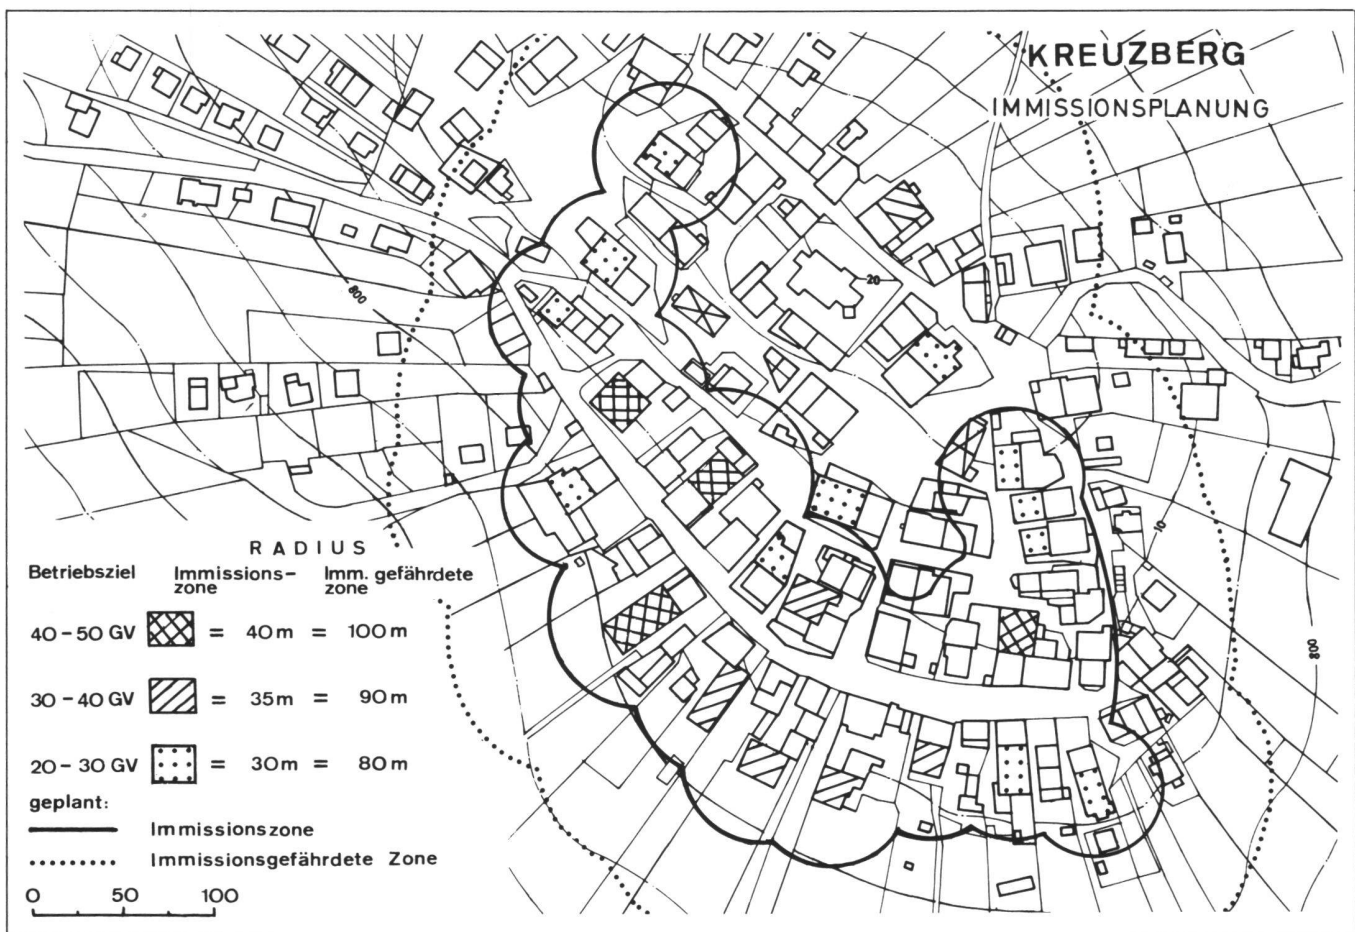 KREUZBERG
IMMISSIONSPLANUNG
20
800
10
800
RADIUS
Betriebsziel Immissions- Imm. gefährdete
zone zone
40-50 GV = 40m = 100m
30-40 GV = 35m = 90m
20-30 GV = 30m = 80m
geplant:
Immissionszone
Immissionsgefährdete Zone
0 50 100